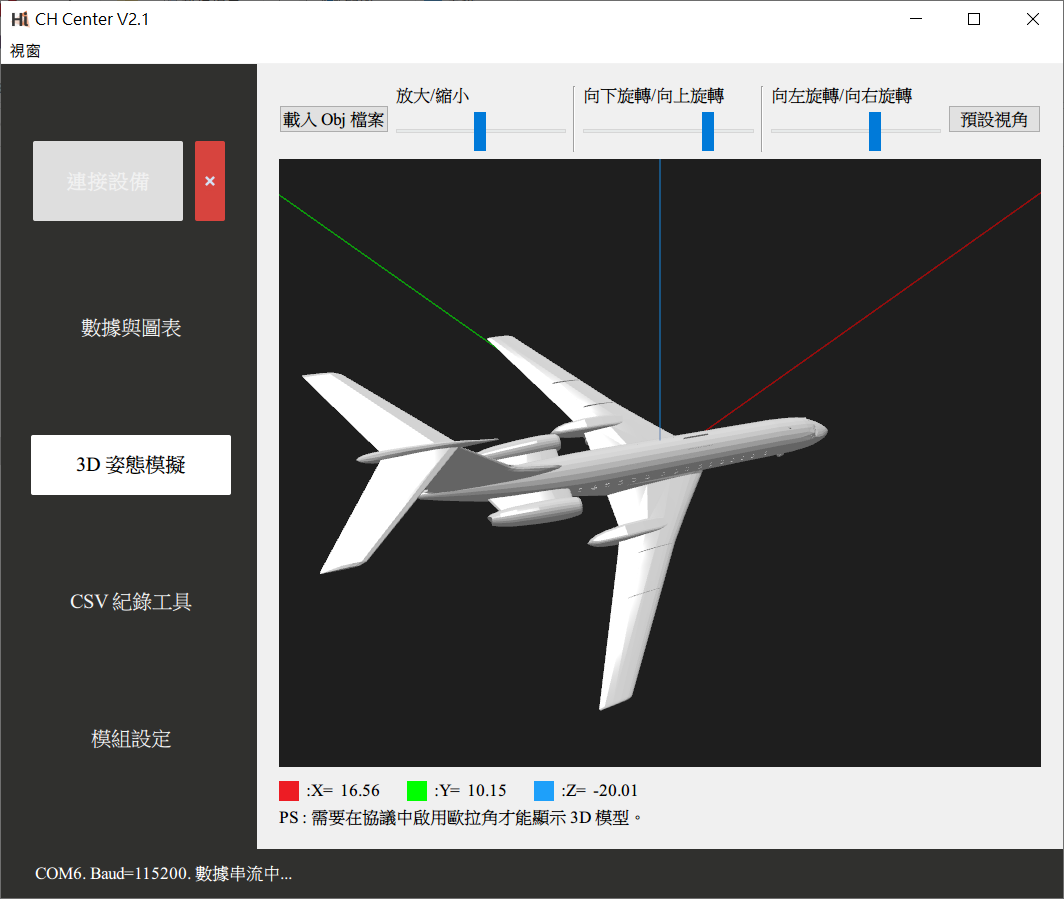 Hi CH Center V2.1
視窗
放大/縮小
向下旋轉/向上旋轉
向左旋轉/向右旋轉
載入 Obj 檔案
預設視角
連接設備
×
數據與圖表
3D 姿態模擬
CSV 紀錄工具
模組設定
:X= 16.56 :Y= 10.15 :Z= -20.01
PS : 需要在協議中啟用歐拉角才能顯示 3D 模型。
COM6. Baud=115200. 數據串流中...